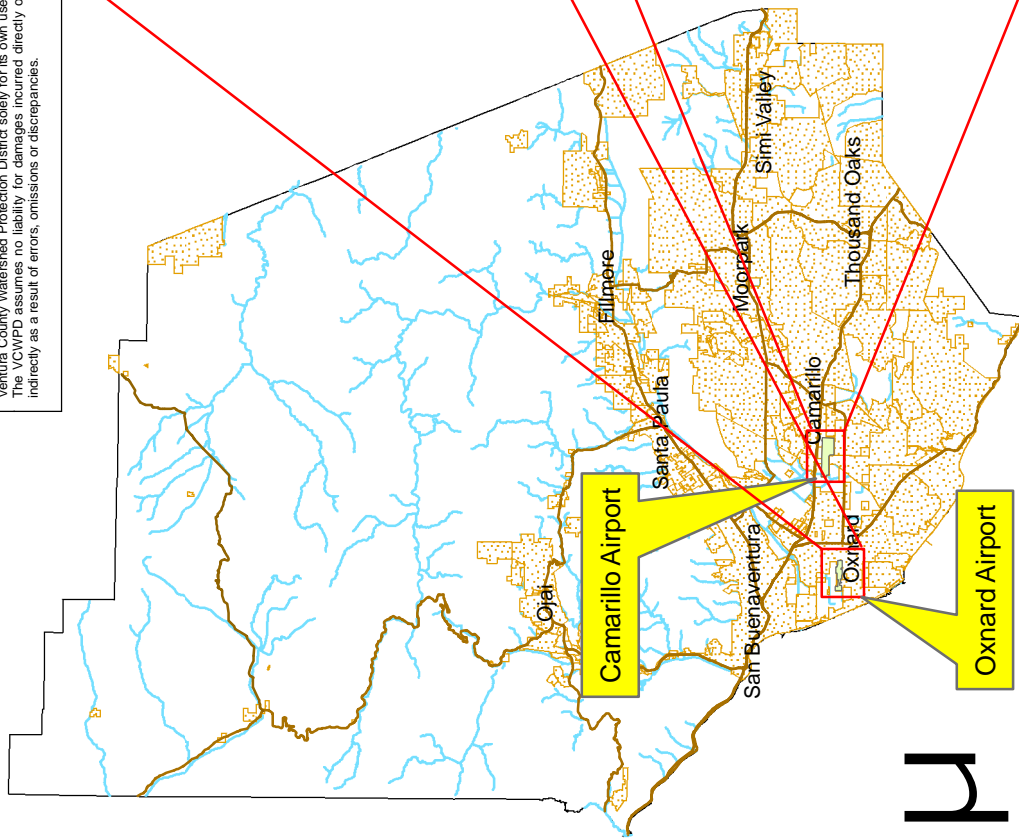 Ventura County Watershed Protection District solely for its own use
The VCWPD assumes no liability for damages incurred directly o
indirectly as a result of errors, omissions or discrepancies.
Fillmore
Simi Valley
Moorpark
Thousand Oaks
Santa Paula
Camarillo
Ojai
Camarillo Airport
San Buenaventura
Oxnard
Oxnard Airport
µ